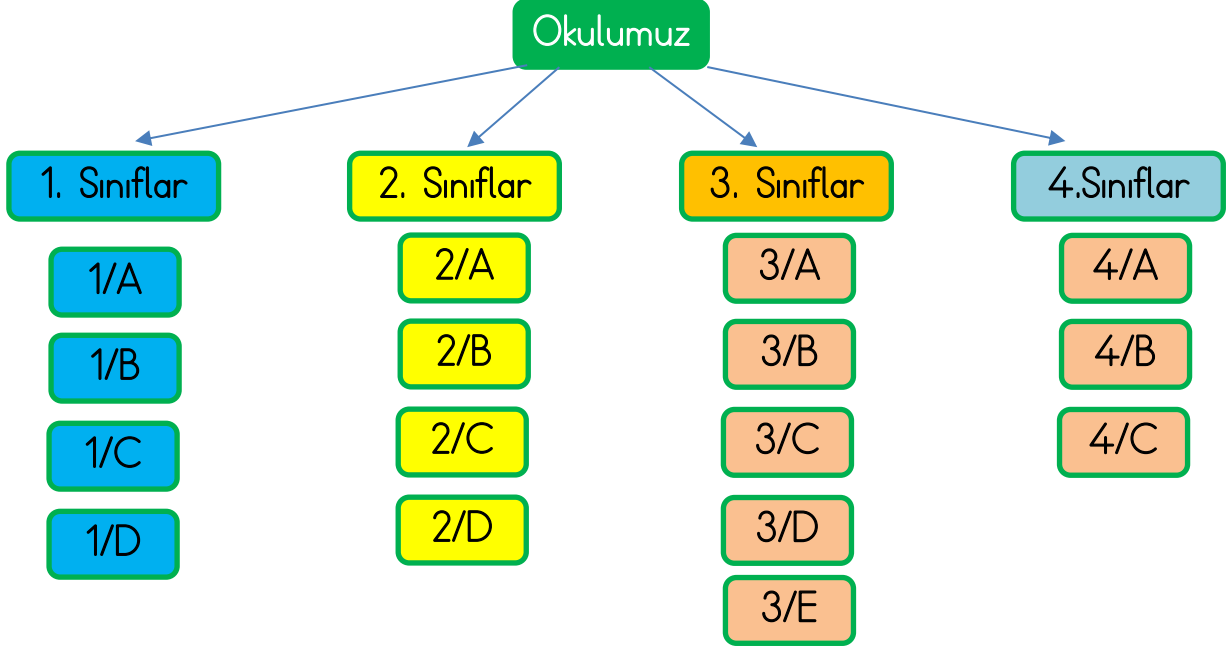 Okulumuz
1. Sınıflar
2. Sınıflar
3. Sınıflar
4.Sınıflar
1/A
1/B
1/C
1/D
2/A
2/B
2/C
2/D
3/A
3/B
3/C
3/D
3/E
4/A
4/B
4/C